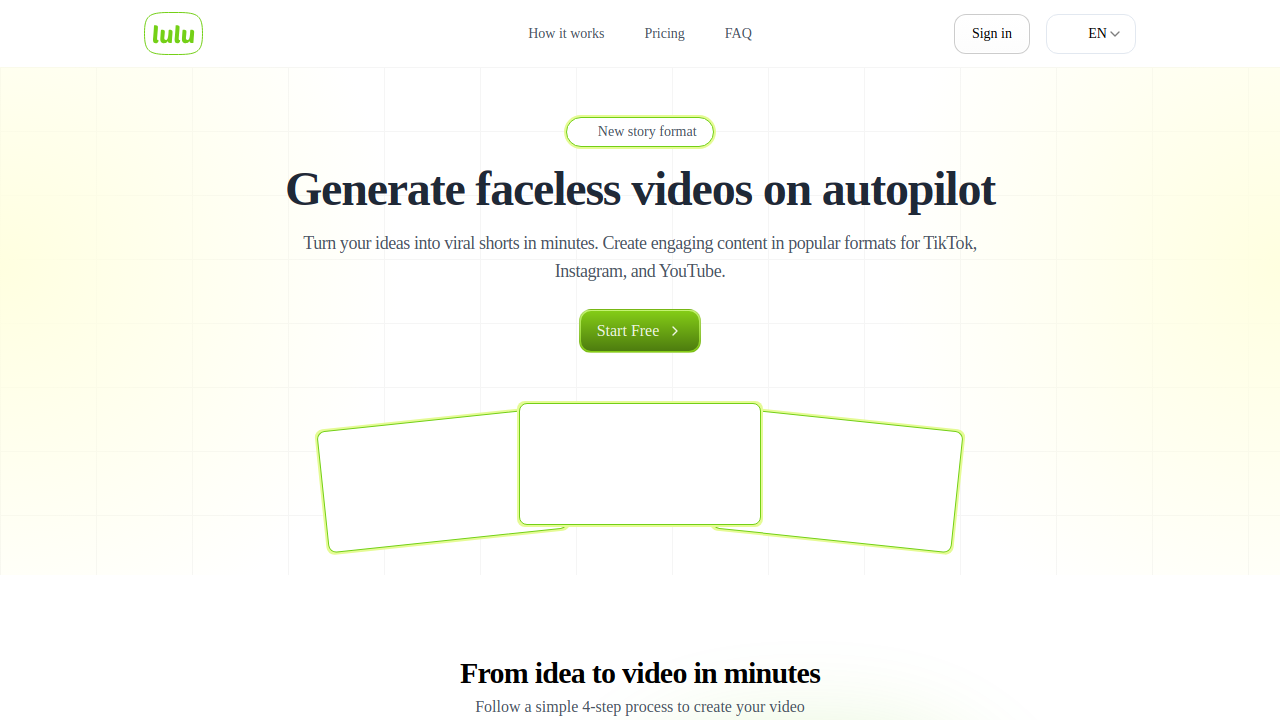 lulu
How it works
Pricing
FAQ
Sign in
EN
New story format
Generate faceless videos on autopilot
Turn your ideas into viral shorts in minutes. Create engaging content in popular formats for TikTok,
Instagram, and YouTube.
Start Free
From idea to video in minutes
Follow a simple 4-step process to create your video